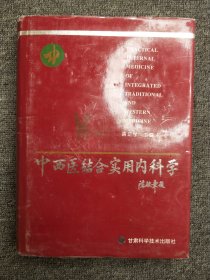 PRACTICAL
INTERNAL
MEDICINE
OF
INTEGRATED
TRADITIONAL
AND
WESTERN
MEDICINE
中西医结合实用内科学
甘肃科学技术出版社